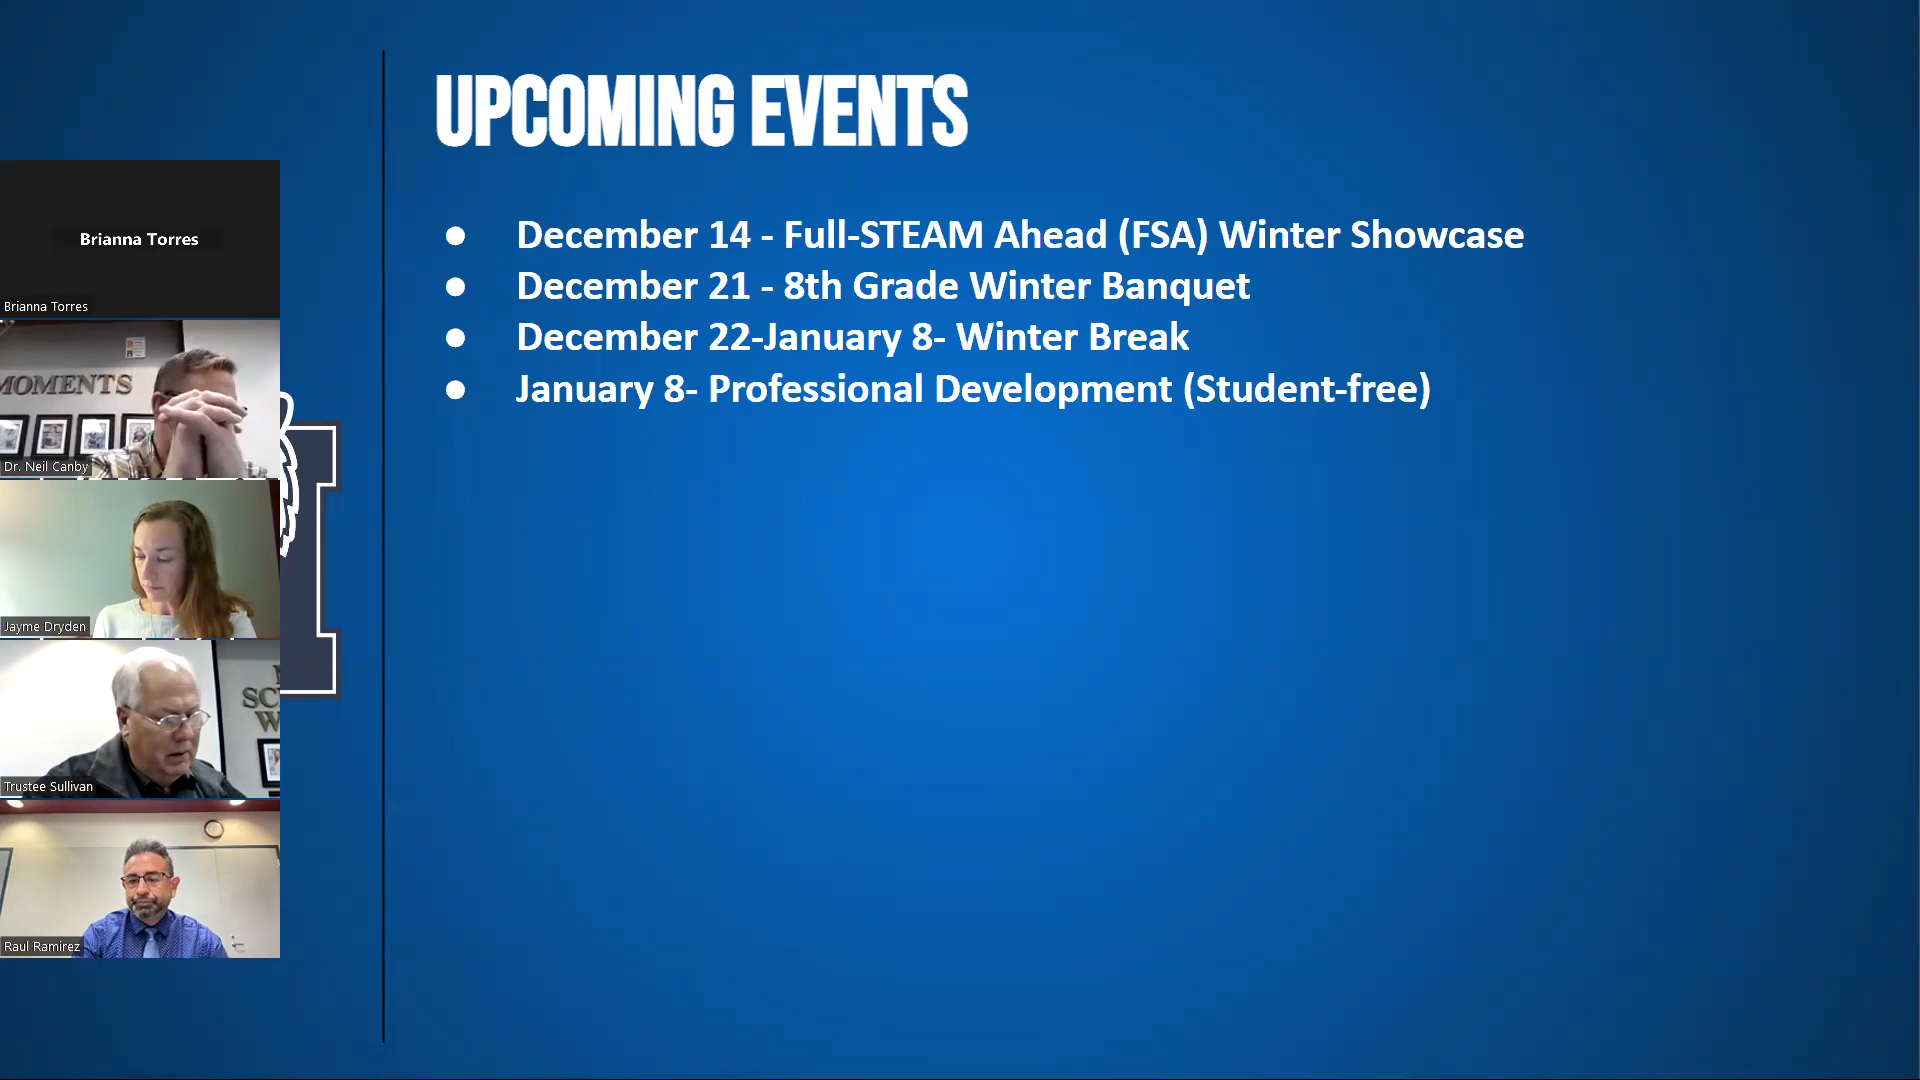 UPCOMING EVENTS
● December 14 - Full-STEAM Ahead (FSA) Winter Showcase
● December 21 - 8th Grade Winter Banquet
● December 22-January 8- Winter Break
● January 8- Professional Development (Student-free)
Brianna Torres
Brianna Torres
MOMENTS
Dr. Neil Canby
Jayme Dryden
Trustee Sullivan
Raul Ramirez